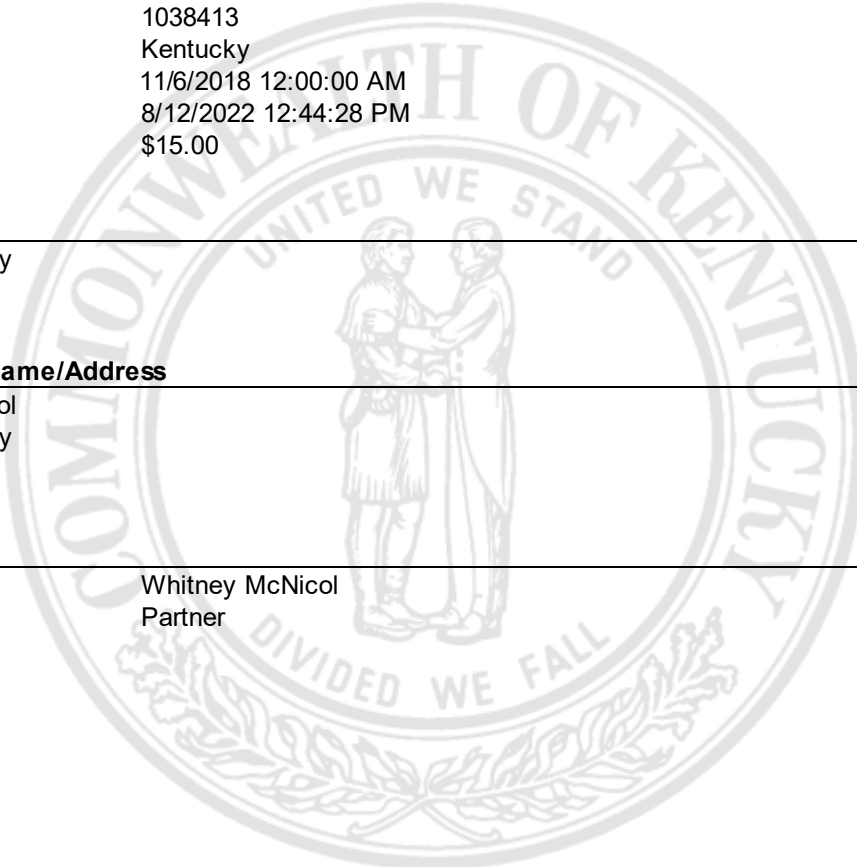 1038413
Kentucky
11/6/2018 12:00:00 AM
8/12/2022 12:44:28 PM
$15.00
y
ame/Address
ol
y
Whitney McNicol
Partner
COMMONWEALTH OF KENTUCKY
UNITED WE STAND
DIVIDED WE FALL